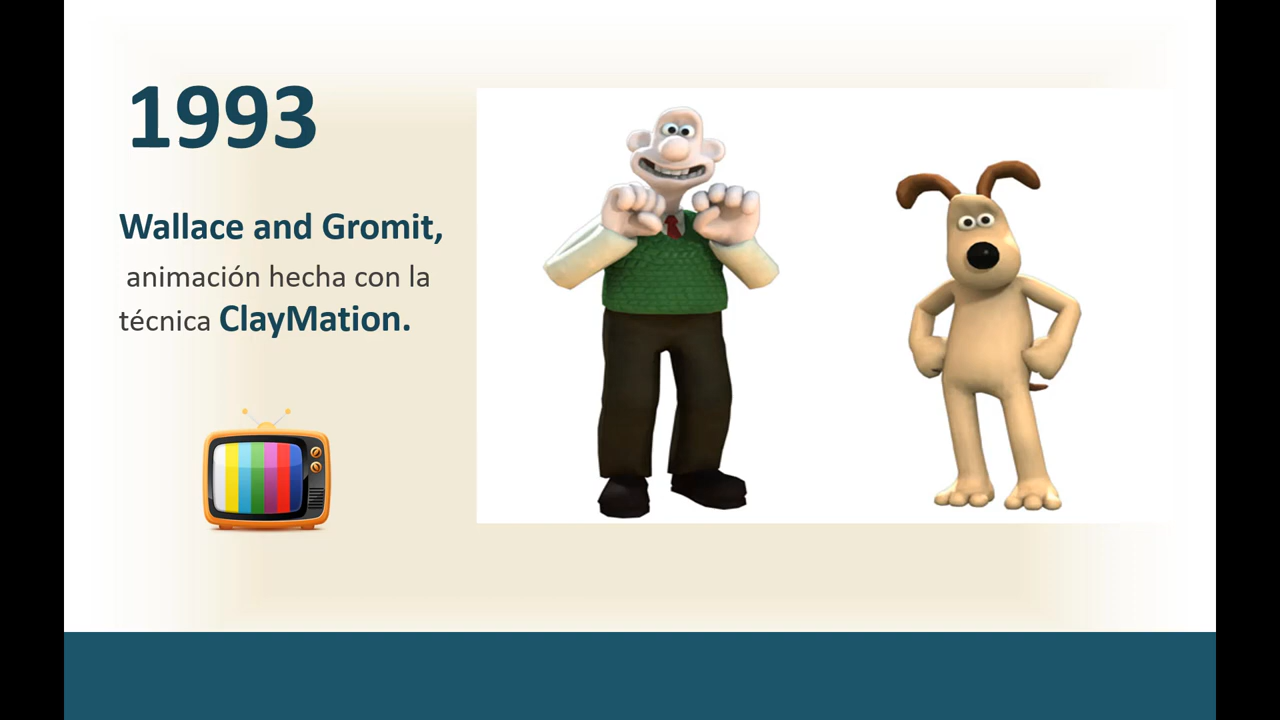 1993
Wallace and Gromit,
animación hecha con la
técnica ClayMation.